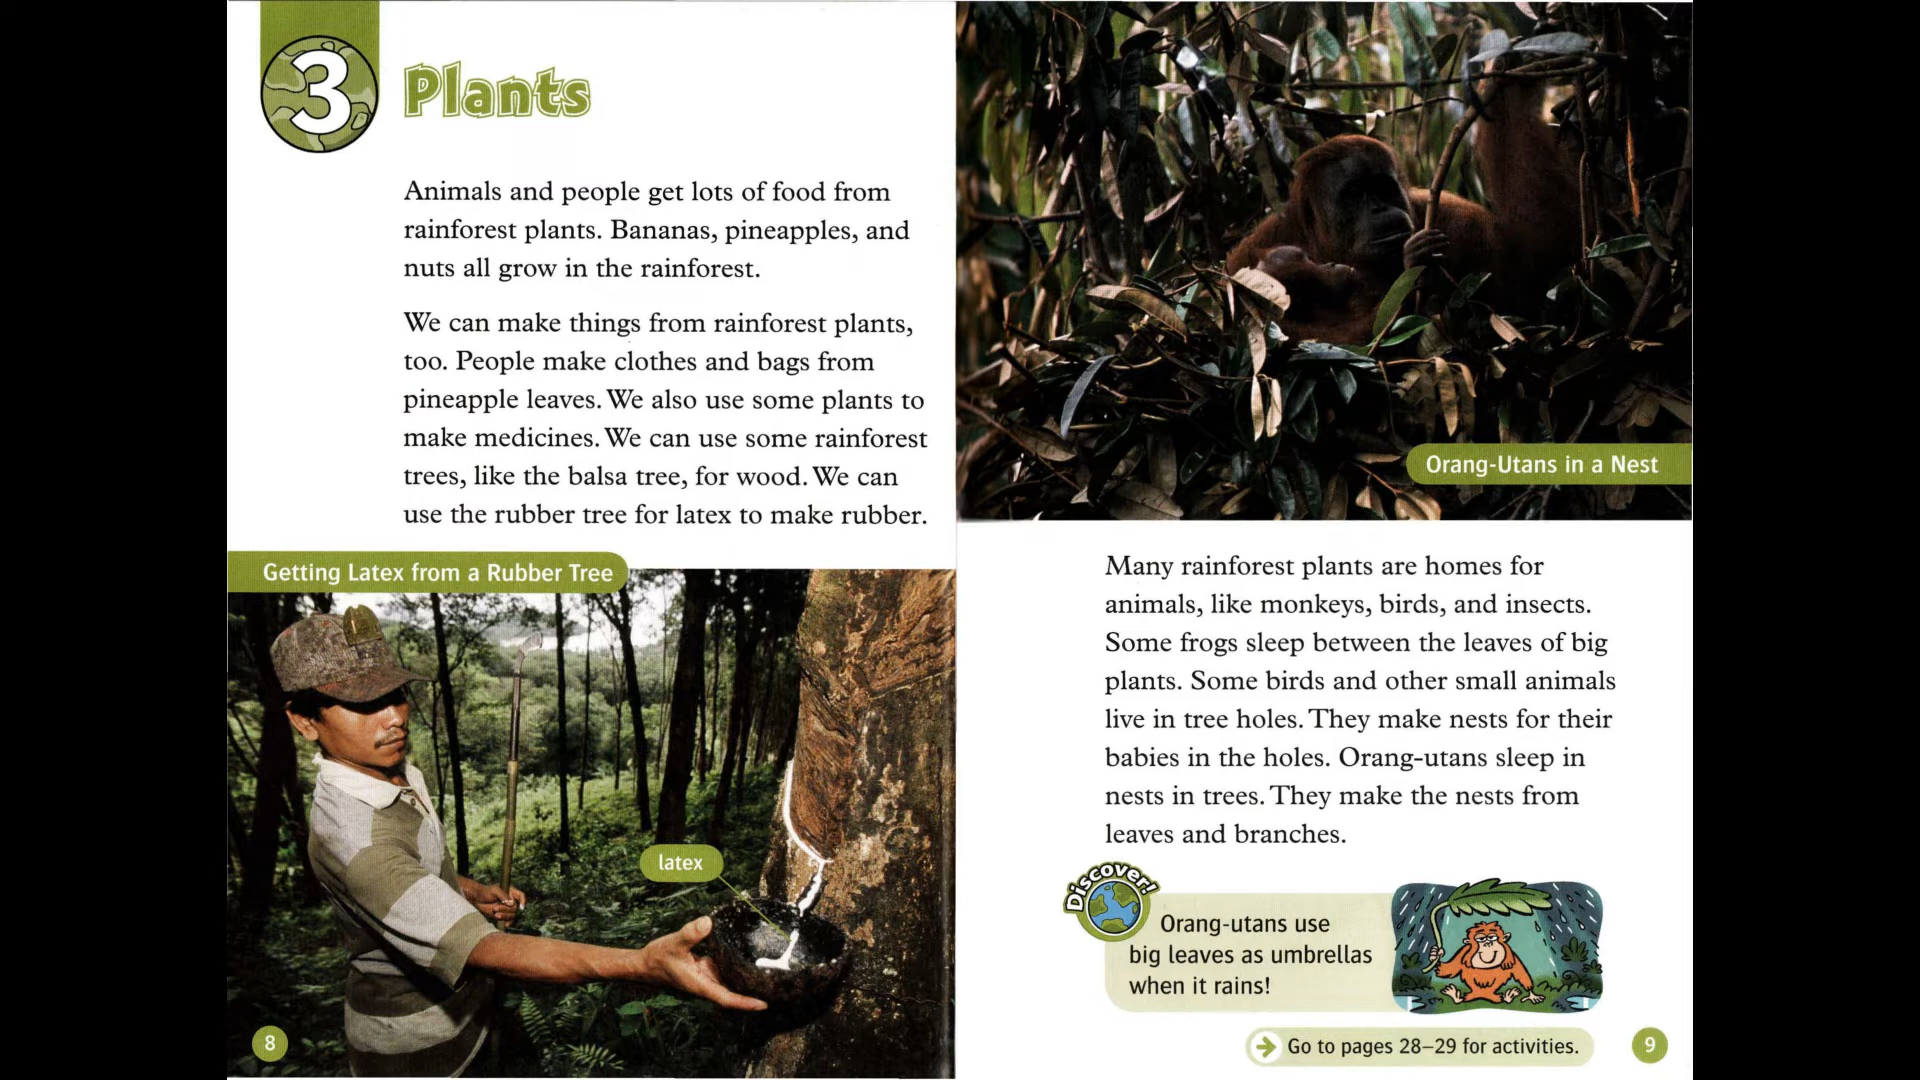 3
Plants
Animals and people get lots of food from
rainforest plants. Bananas, pineapples, and
nuts all grow in the rainforest.
We can make things from rainforest plants,
too. People make clothes and bags from
pineapple leaves. We also use some plants to
make medicines. We can use some rainforest
trees, like the balsa tree, for wood. We can
use the rubber tree for latex to make rubber.
Getting Latex from a Rubber Tree
latex
8
Orang-Utans in a Nest
Many rainforest plants are homes for
animals, like monkeys, birds, and insects.
Some frogs sleep between the leaves of big
plants. Some birds and other small animals
live in tree holes. They make nests for their
babies in the holes. Orang-utans sleep in
nests in trees. They make the nests from
leaves and branches.
Discover!
Orang-utans use
big leaves as umbrellas
when it rains!
Go to pages 28–29 for activities.
9